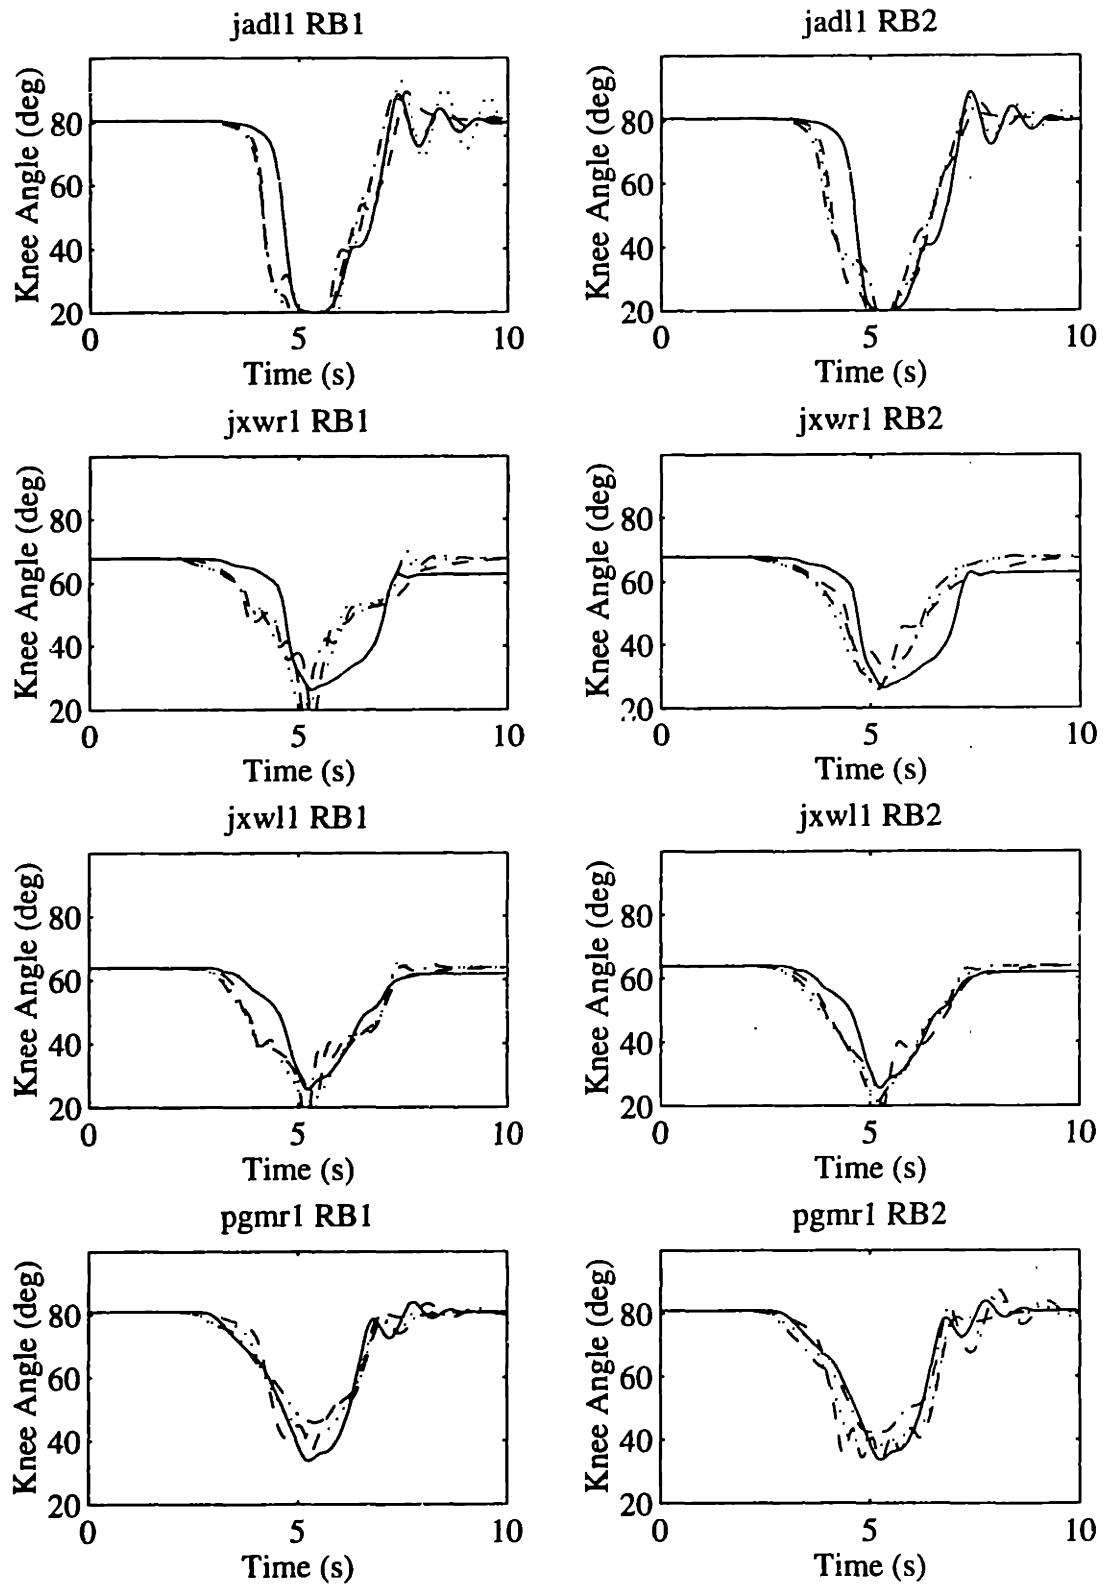 jadl1 RB1
Knee Angle (deg)
80
60
40
20
0
5
10
Time (s)
jadl1 RB2
Knee Angle (deg)
80
60
40
20
0
5
10
Time (s)
jxwr1 RB1
Knee Angle (deg)
80
60
40
20
0
5
10
Time (s)
jxwr1 RB2
Knee Angle (deg)
80
60
40
20
0
5
10
Time (s)
jxwl1 RB1
Knee Angle (deg)
80
60
40
20
0
5
10
Time (s)
jxwl1 RB2
Knee Angle (deg)
80
60
40
20
0
5
10
Time (s)
pgmr1 RB1
Knee Angle (deg)
80
60
40
20
0
5
10
Time (s)
pgmr1 RB2
Knee Angle (deg)
80
60
40
20
0
5
10
Time (s)